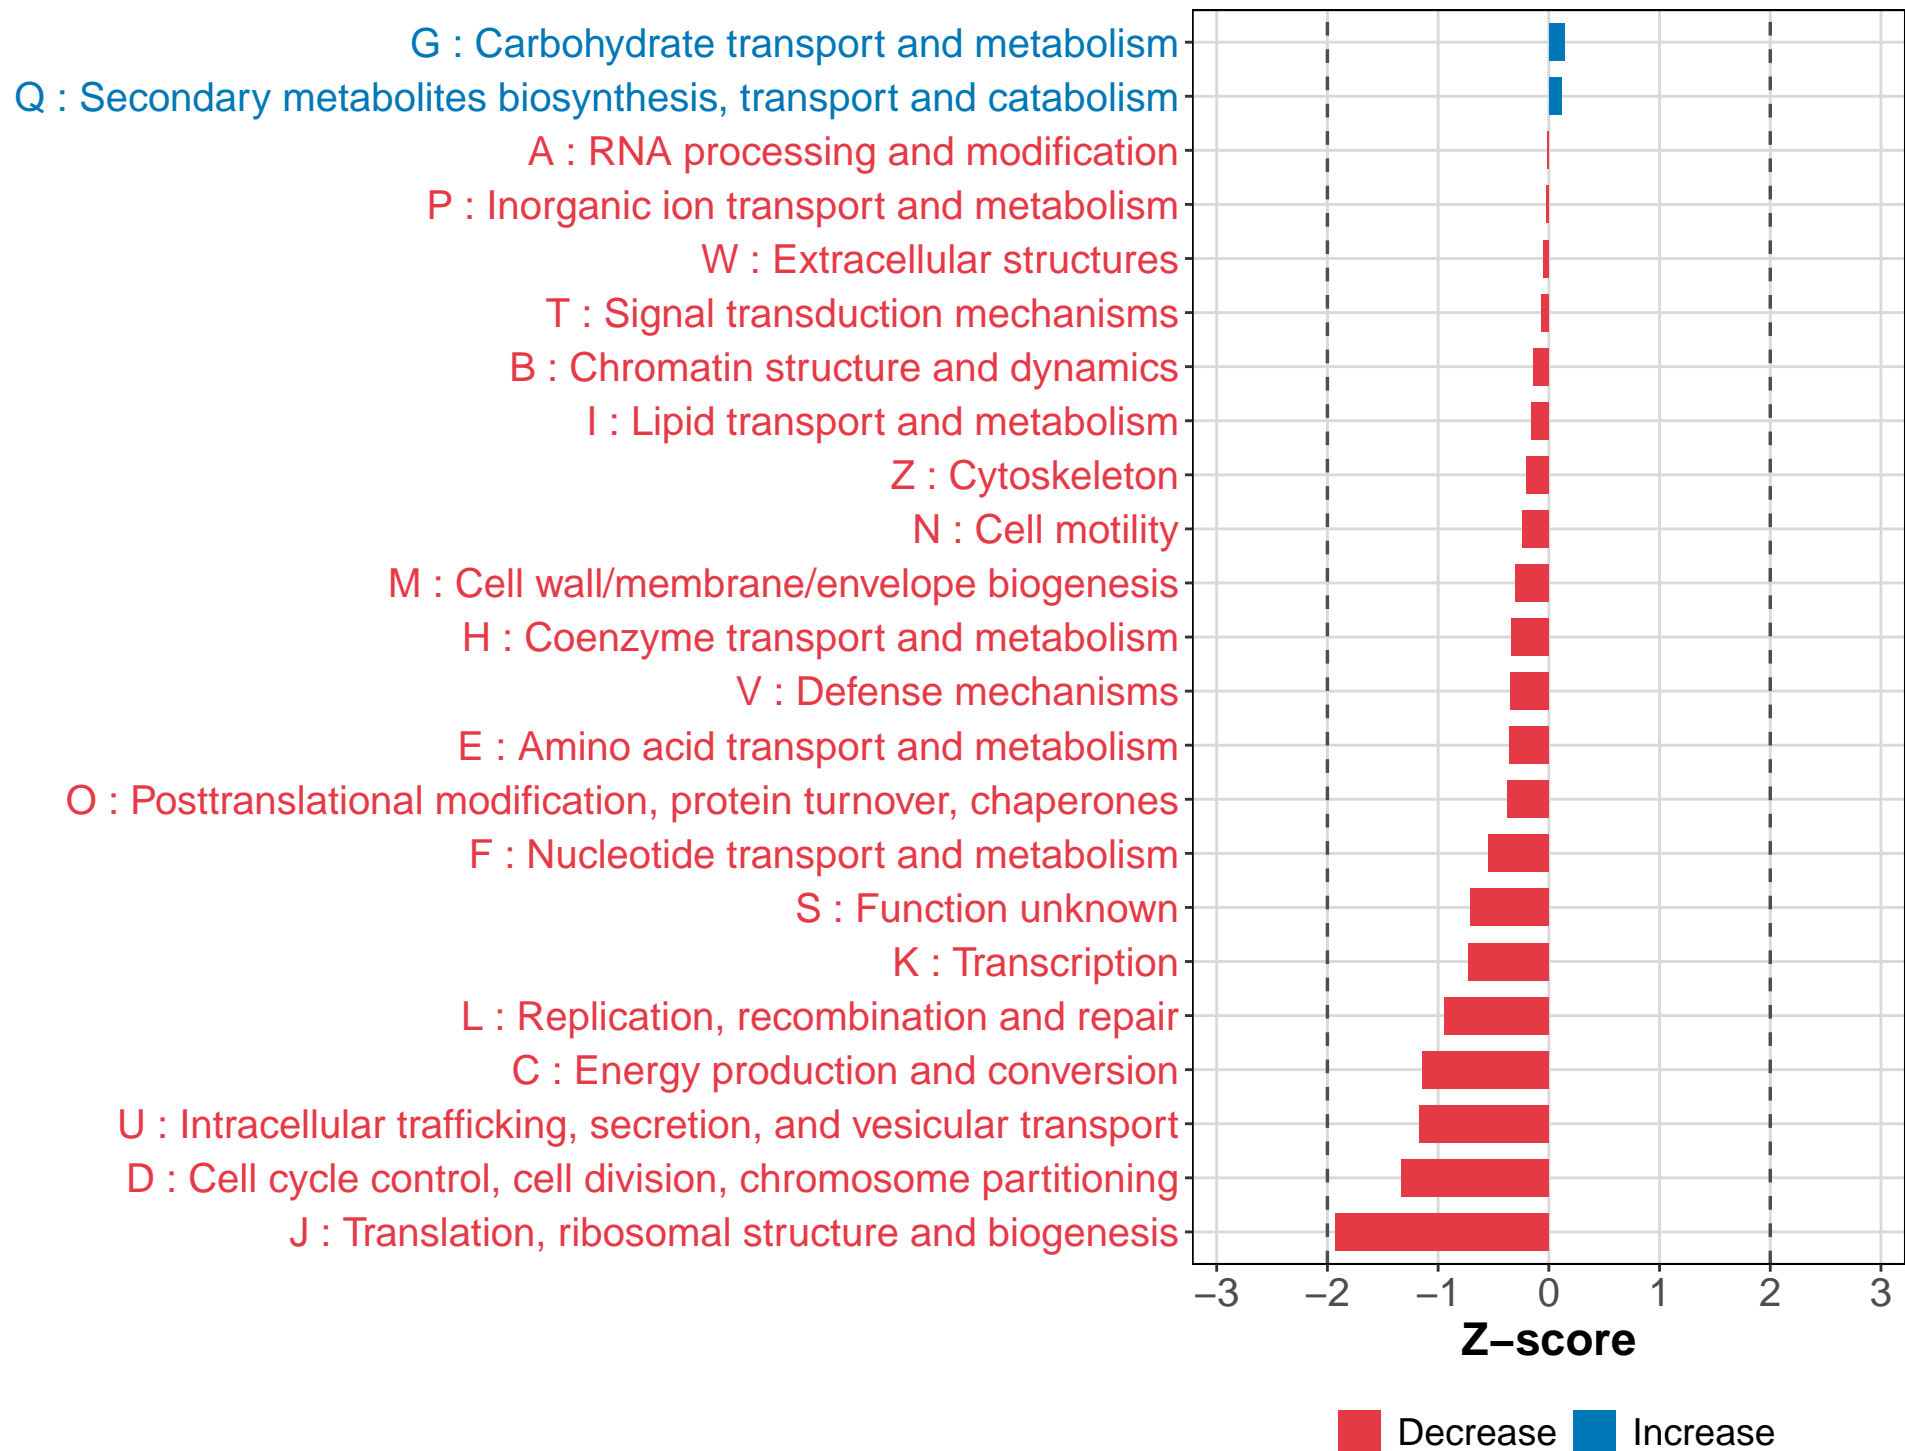 G : Carbohydrate transport and metabolism
Q : Secondary metabolites biosynthesis, transport and catabolism
A : RNA processing and modification
P : Inorganic ion transport and metabolism
W : Extracellular structures
T : Signal transduction mechanisms
B : Chromatin structure and dynamics
I : Lipid transport and metabolism
Z : Cytoskeleton
N : Cell motility
M : Cell wall/membrane/envelope biogenesis
H : Coenzyme transport and metabolism
V : Defense mechanisms
E : Amino acid transport and metabolism
O : Posttranslational modification, protein turnover, chaperones
F : Nucleotide transport and metabolism
S : Function unknown
K : Transcription
L : Replication, recombination and repair
C : Energy production and conversion
U : Intracellular trafficking, secretion, and vesicular transport
D : Cell cycle control, cell division, chromosome partitioning
J : Translation, ribosomal structure and biogenesis
−3 −2 −1 0 1 2 3
Z−score
Decrease Increase